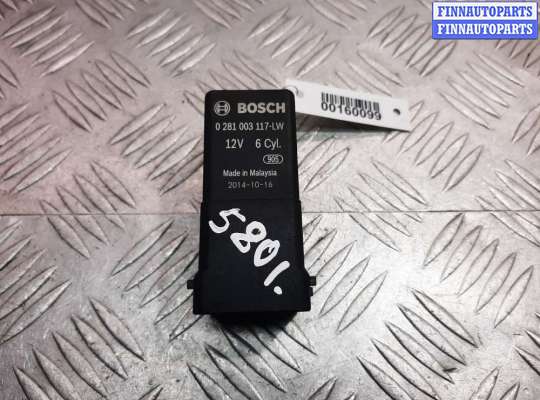 FINNAUTOPARTS
FINNAUTOPARTS
00160099
BOSCH
0 281 003 117-LW
12V 6 Cyl.
905
Made in Malaysia
2014-10-16
5801.